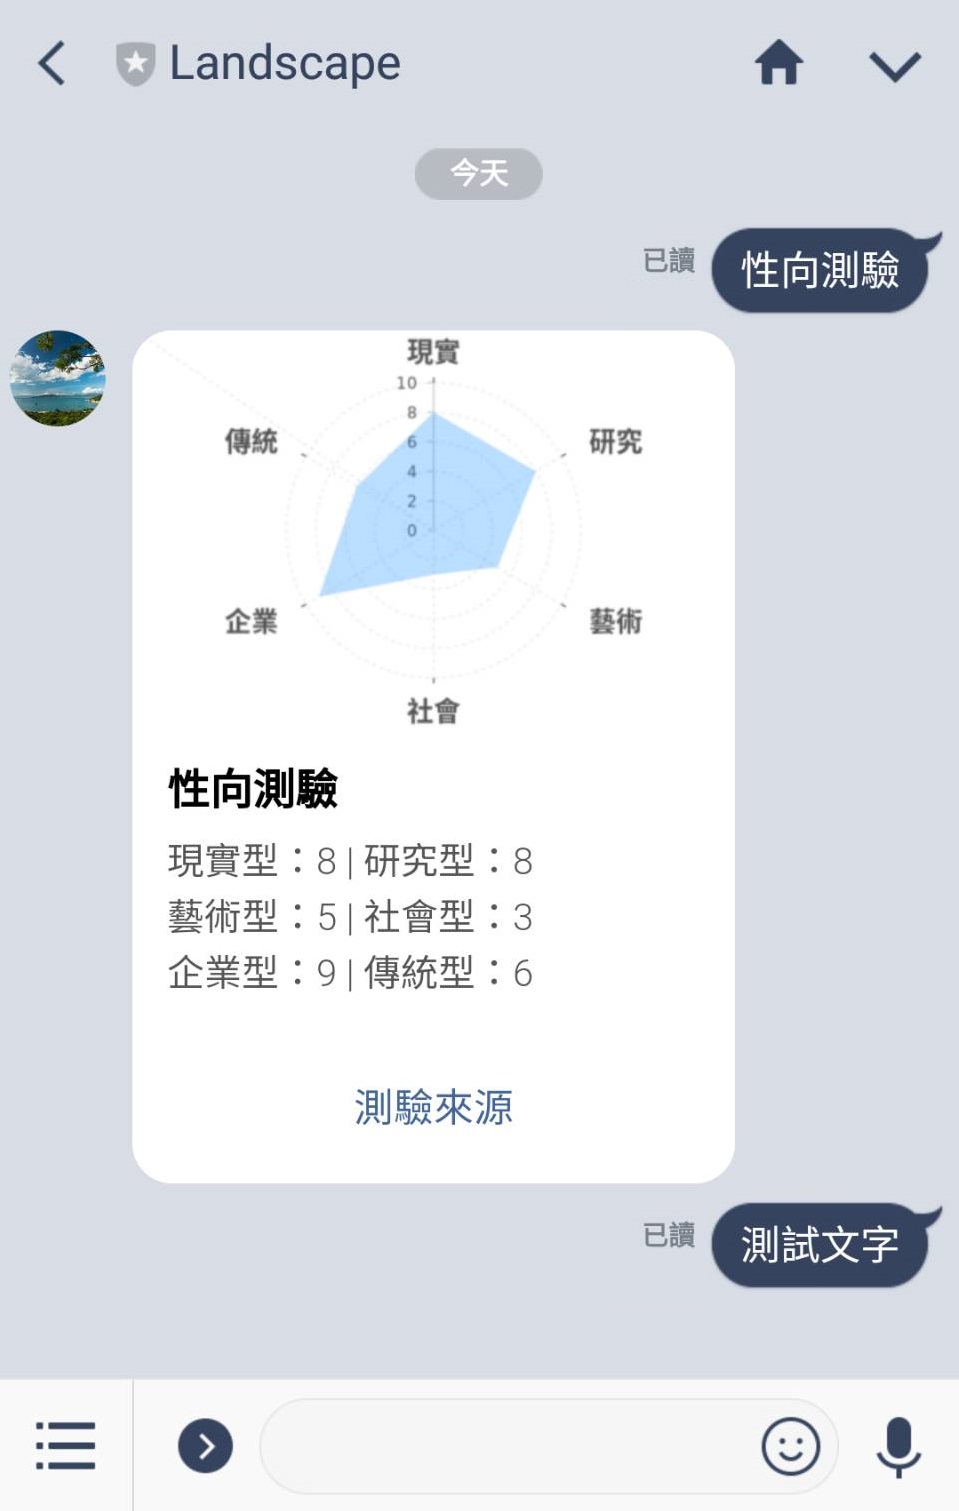 Landscape
今天
已讀
性向測驗
現實
10
8
6
4
2
0
傳統
研究
企業
藝術
社會
性向測驗
現實型：8 | 研究型：8
藝術型：5 | 社會型：3
企業型：9 | 傳統型：6
測驗來源
已讀
測試文字